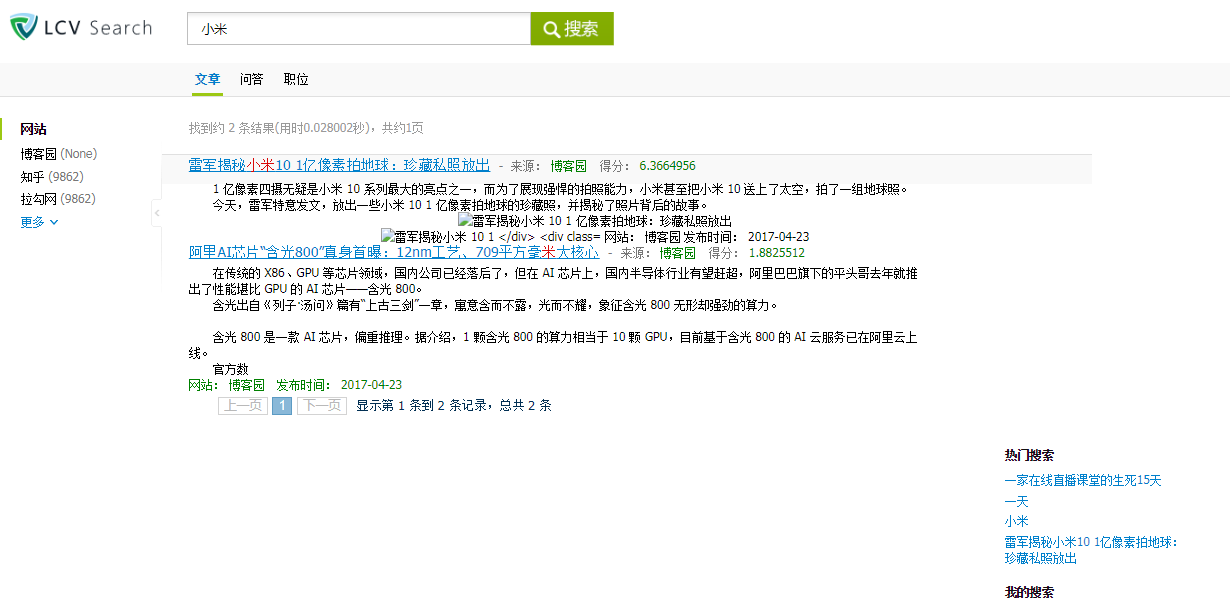 LCV Search
小米
搜索
文章 问答 职位
网站
博客园 (None)
知乎 (9862)
拉勾网 (9862)
更多
找到约 2 条结果(用时0.028002秒)，共约1页
雷军揭秘小米10 1亿像素拍地球：珍藏私照放出 - 来源： 博客园 得分： 6.3664956
1 亿像素四摄无疑是小米 10 系列最大的亮点之一，而为了展现强悍的拍照能力，小米甚至把小米 10 送上了太空，拍了一组地球照。
今天，雷军特意发文，放出一些小米 10 1 亿像素拍地球的珍藏照，并揭秘了照片背后的故事。
雷军揭秘小米 10 1 亿像素拍地球：珍藏私照放出
雷军揭秘小米 10 1 </div> <div class= 网站： 博客园 发布时间： 2017-04-23
阿里AI芯片“含光800”真身首曝：12nm工艺、709平方毫米大核心 - 来源： 博客园 得分： 1.8825512
在传统的 X86、GPU 等芯片领域，国内公司已经落后了，但在 AI 芯片上，国内半导体行业有望赶超，阿里巴巴旗下的平头哥去年就推
出了性能堪比 GPU 的 AI 芯片——含光 800。
含光出自《列子·汤问》篇有“上古三剑”一章，寓意含而不露，光而不耀，象征含光 800 无形却强劲的算力。
含光 800 是一款 AI 芯片，偏重推理。据介绍，1 颗含光 800 的算力相当于 10 颗 GPU，目前基于含光 800 的 AI 云服务已在阿里云上
线。
官方数
网站： 博客园 发布时间： 2017-04-23
上一页 1 下一页 显示第 1 条到 2 条记录，总共 2 条
热门搜索
一家在线直播课堂的生死15天
一天
小米
雷军揭秘小米10 1亿像素拍地球：
珍藏私照放出
我的搜索